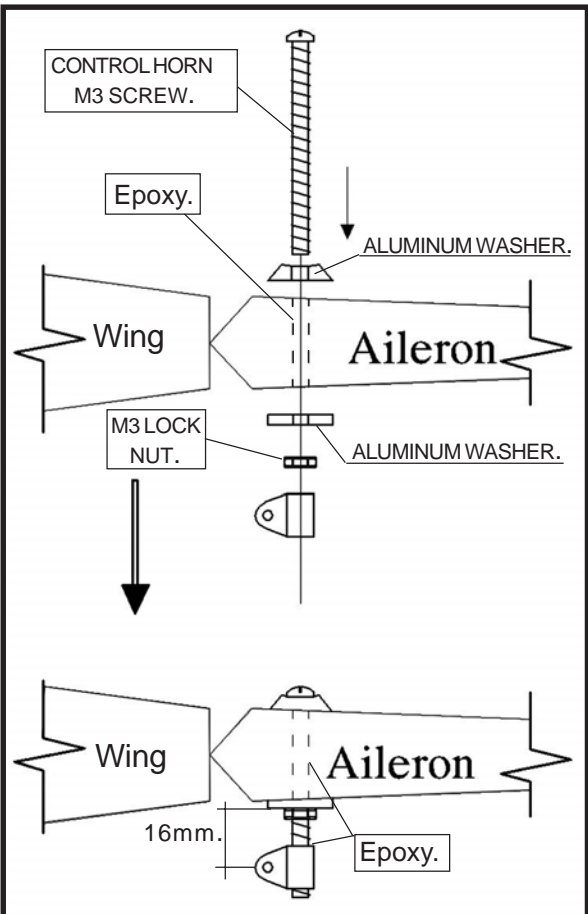 CONTROL HORN
M3 SCREW.
Epoxy.
ALUMINUM WASHER.
Wing
Aileron
M3 LOCK
NUT.
ALUMINUM WASHER.
Wing
Aileron
16mm.
Epoxy.